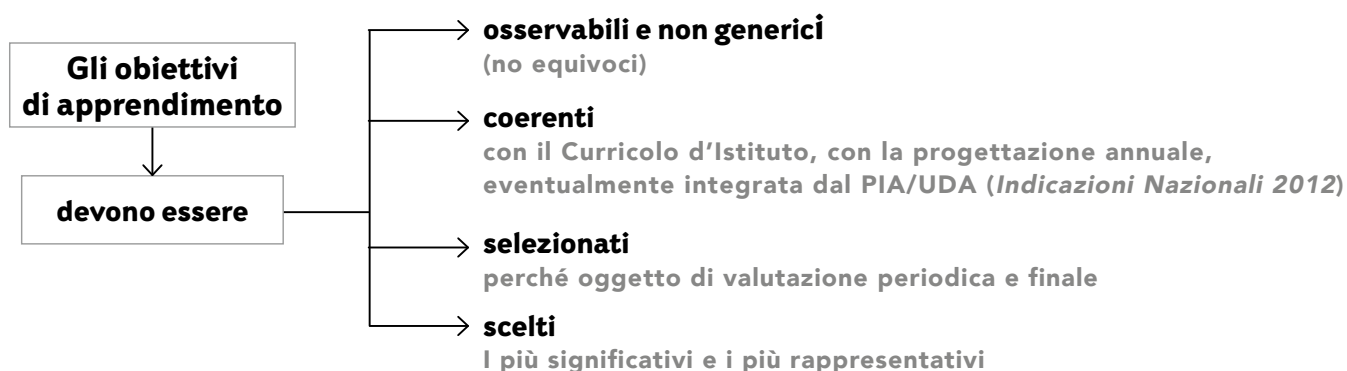 Gli obiettivi
di apprendimento
devono essere
osservabili e non generici
(no equivoci)
coerenti
con il Curricolo d'Istituto, con la progettazione annuale,
eventualmente integrata dal PIA/UDA (Indicazioni Nazionali 2012)
selezionati
perché oggetto di valutazione periodica e finale
scelti
I più significativi e i più rappresentativi